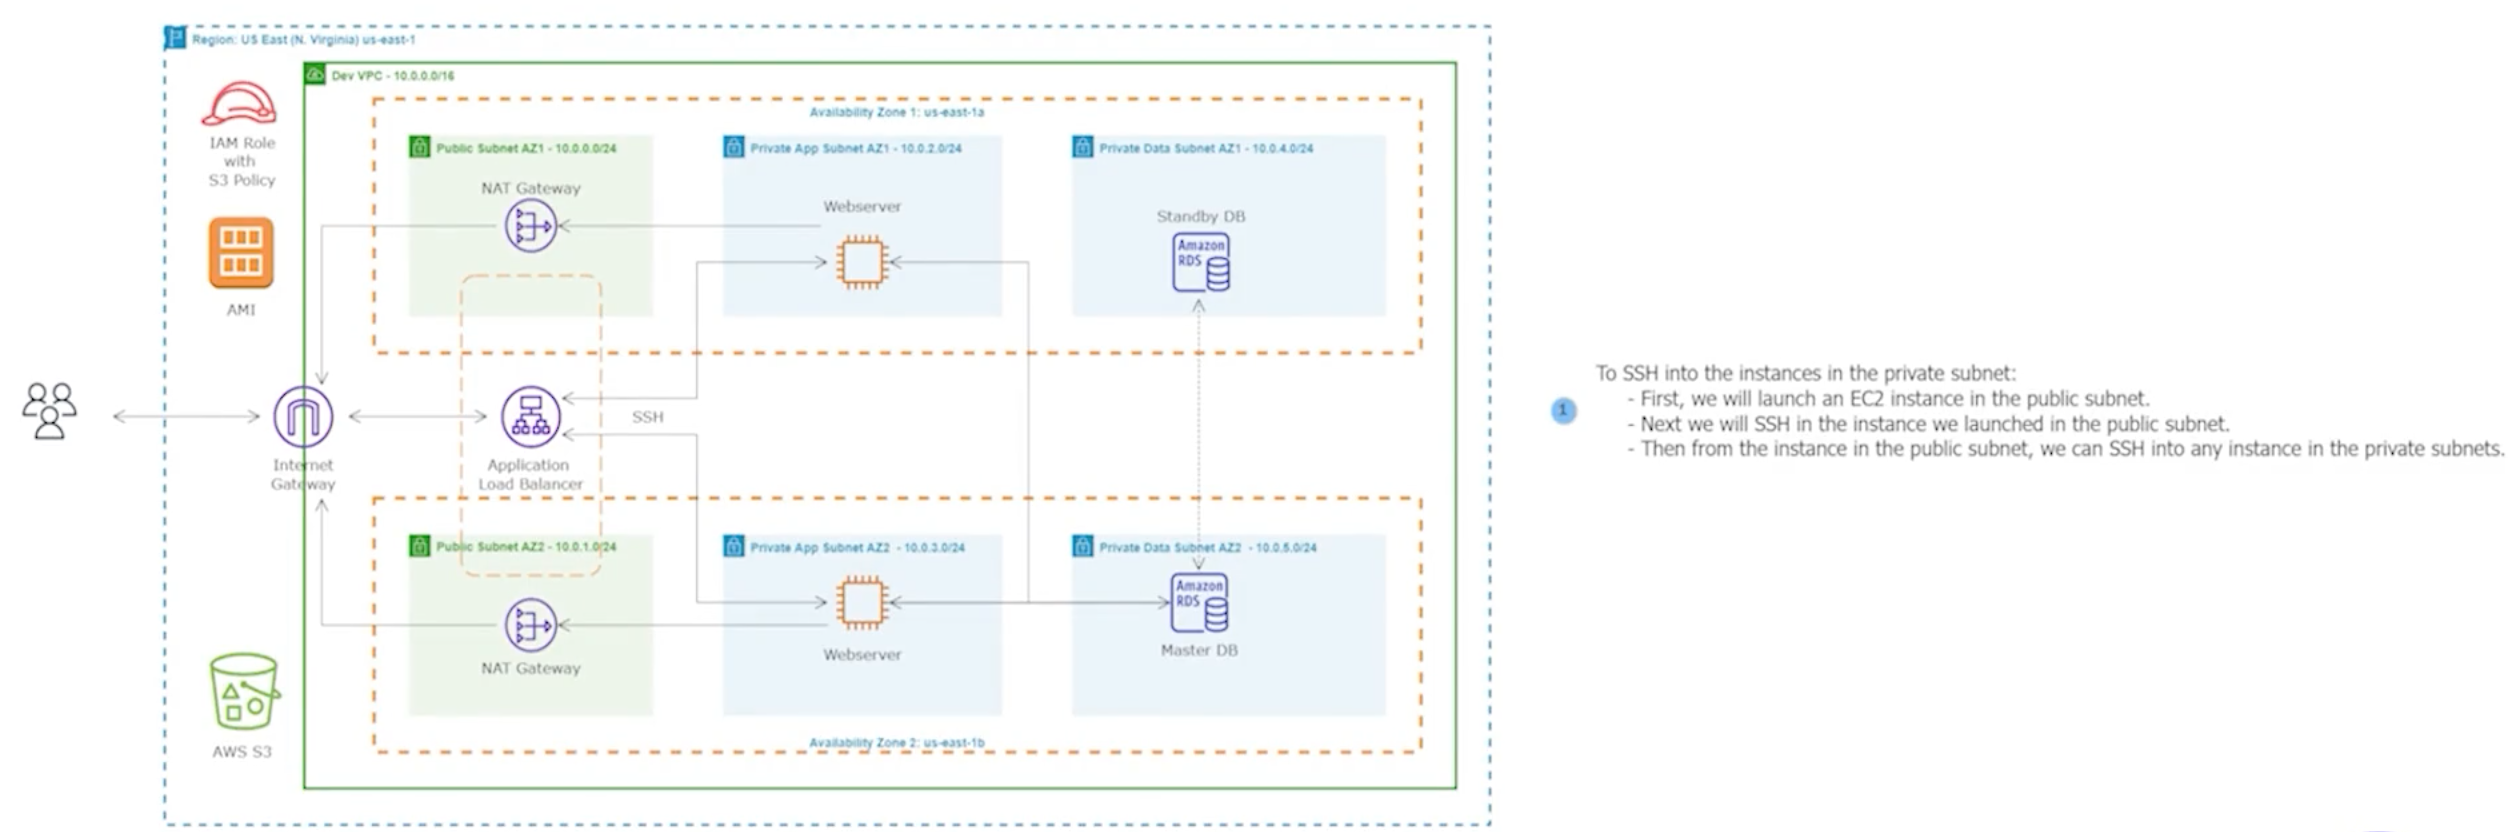 Region: US East (N. Virginia) us-east-1
Dev VPC - 10.0.0.0/16
IAM Role
with
S3 Policy
AMI
Availability Zone 1: us-east-1a
Public Subnet AZ1 - 10.0.0.0/24
NAT Gateway
Private App Subnet AZ1 - 10.0.2.0/24
Webserver
Private Data Subnet AZ1 - 10.0.4.0/24
Standby DB
Amazon
RDS
Internet
Gateway
Application
Load Balancer
SSH
Public Subnet AZ2 - 10.0.1.0/24
NAT Gateway
Private App Subnet AZ2 - 10.0.3.0/24
Webserver
Private Data Subnet AZ2 - 10.0.5.0/24
Amazon
RDS
Master DB
Availability Zone 2: us-east-1b
AWS S3
1
To SSH into the instances in the private subnet:
- First, we will launch an EC2 instance in the public subnet.
- Next we will SSH in the instance we launched in the public subnet.
- Then from the instance in the public subnet, we can SSH into any instance in the private subnets.